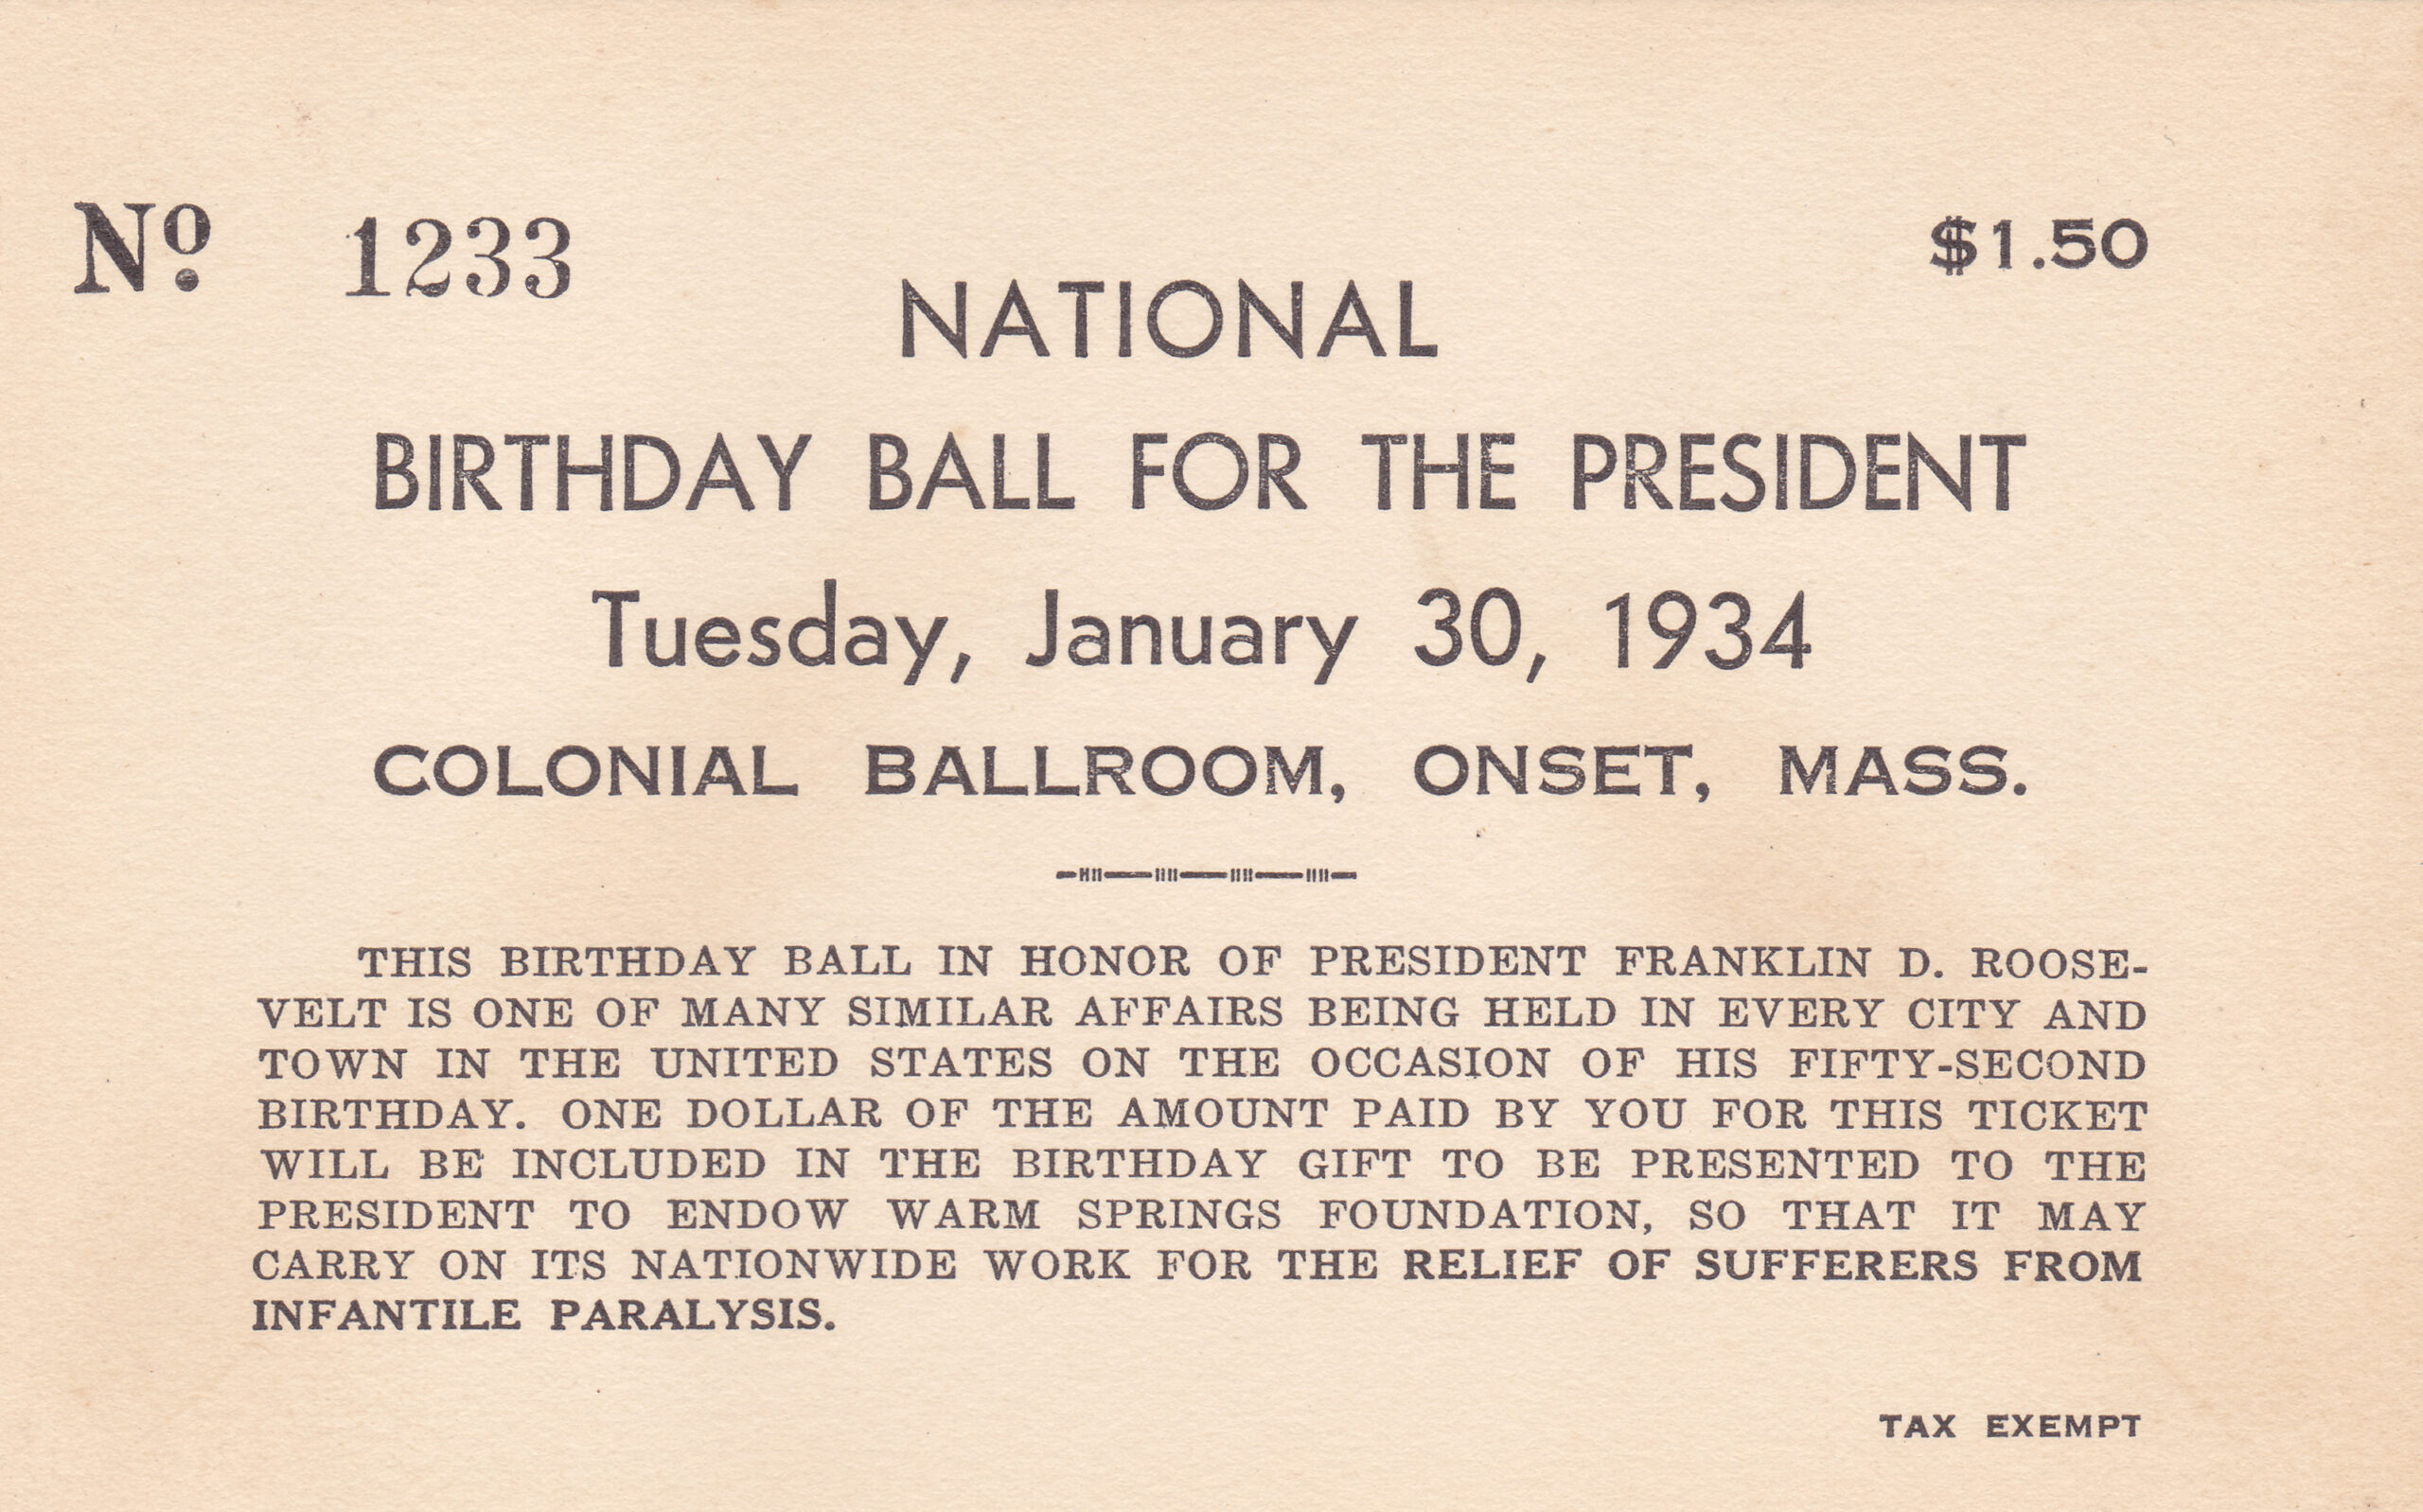 Nº. 1233
$1.50
NATIONAL
BIRTHDAY BALL FOR THE PRESIDENT
Tuesday, January 30, 1934
COLONIAL BALLROOM, ONSET, MASS.
THIS BIRTHDAY BALL IN HONOR OF PRESIDENT FRANKLIN D. ROOSE-
VELT IS ONE OF MANY SIMILAR AFFAIRS BEING HELD IN EVERY CITY AND
TOWN IN THE UNITED STATES ON THE OCCASION OF HIS FIFTY-SECOND
BIRTHDAY. ONE DOLLAR OF THE AMOUNT PAID BY YOU FOR THIS TICKET
WILL BE INCLUDED IN THE BIRTHDAY GIFT TO BE PRESENTED TO THE
PRESIDENT TO ENDOW WARM SPRINGS FOUNDATION, SO THAT IT MAY
CARRY ON ITS NATIONWIDE WORK FOR THE RELIEF OF SUFFERERS FROM
INFANTILE PARALYSIS.
TAX EXEMPT